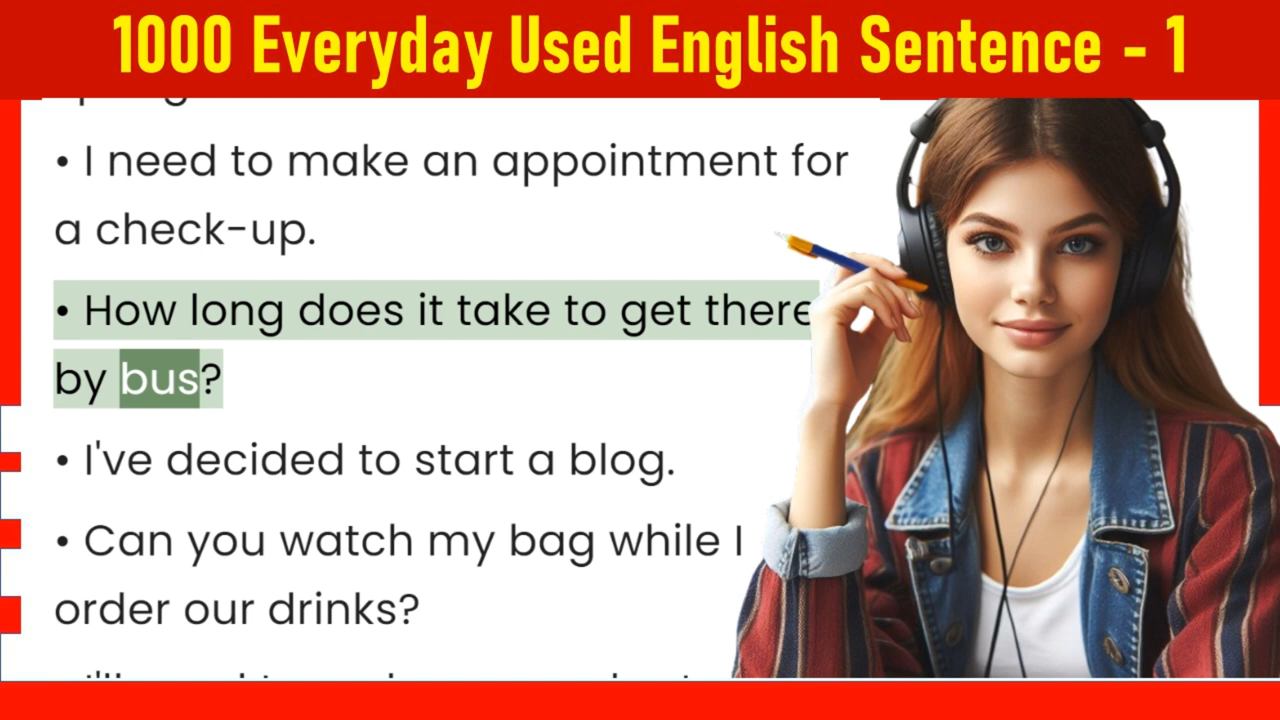 1000 Everyday Used English Sentence - 1
• I need to make an appointment for
a check-up.
• How long does it take to get there
by bus?
• I've decided to start a blog.
• Can you watch my bag while I
order our drinks?